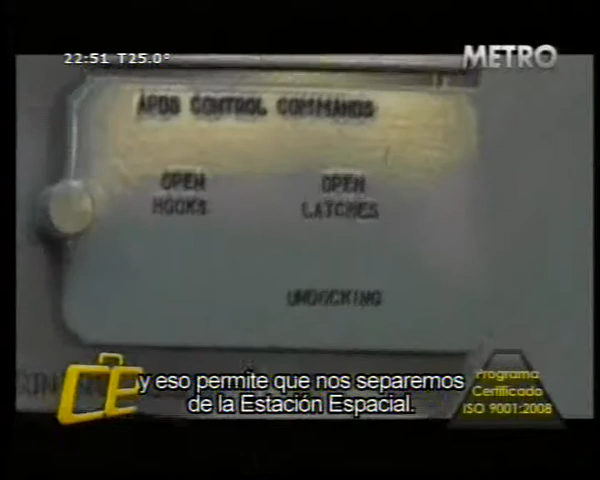 22:51 T25.0°
METRO
APDS CONTROL COMMANDS
OPEN
HOOKS
OPEN
LATCHES
UNDOCKING
CE
y eso permite que nos separemos
de la Estación Espacial.
Programa
Certificado
ISO 9001:2008